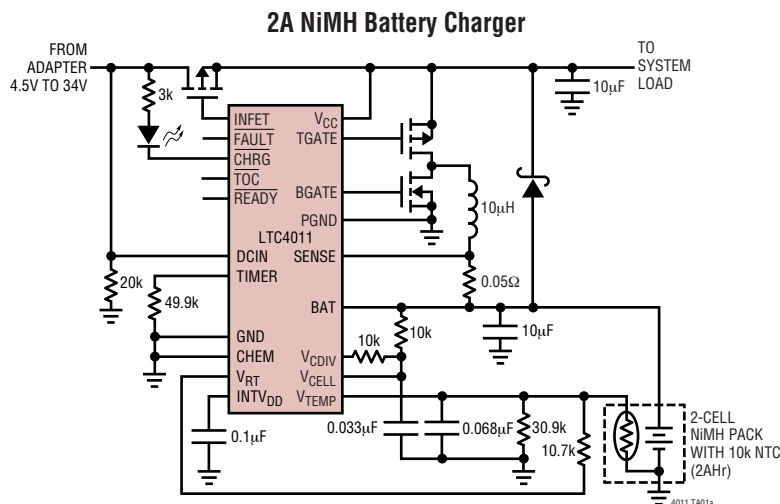 2A NiMH Battery Charger
FROM
ADAPTER
4.5V TO 34V
TO
SYSTEM
LOAD
3k
10µF
INFET
FAULT
CHRG
TOC
READY
VCC
TGATE
BGATE
PGND
LTC4011
10µH
DCIN
SENSE
20k
TIMER
0.05Ω
49.9k
BAT
10k
10µF
10k
GND
CHEM
VRT
INTVDD
VCDIV
VCELL
VTEMP
0.1µF
0.033µF
0.068µF
30.9k
10.7k
2-CELL
NiMH PACK
WITH 10k NTC
(2AHr)
4011 TA01a